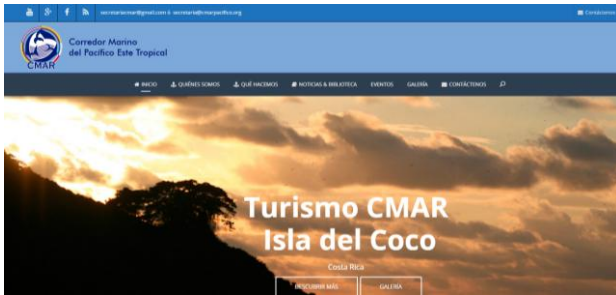 secretariacmar@gmail.com ó secretaria@cmarpacifico.org
Contáctenos
CMAR
Corredor Marino
del Pacífico Este Tropical
INICIO QUIÉNES SOMOS QUÉ HACEMOS NOTICIAS & BIBLIOTECA EVENTOS GALERÍA CONTÁCTENOS
Turismo CMAR
Isla del Coco
Costa Rica
DESCUBRIR MÁS GALERÍA